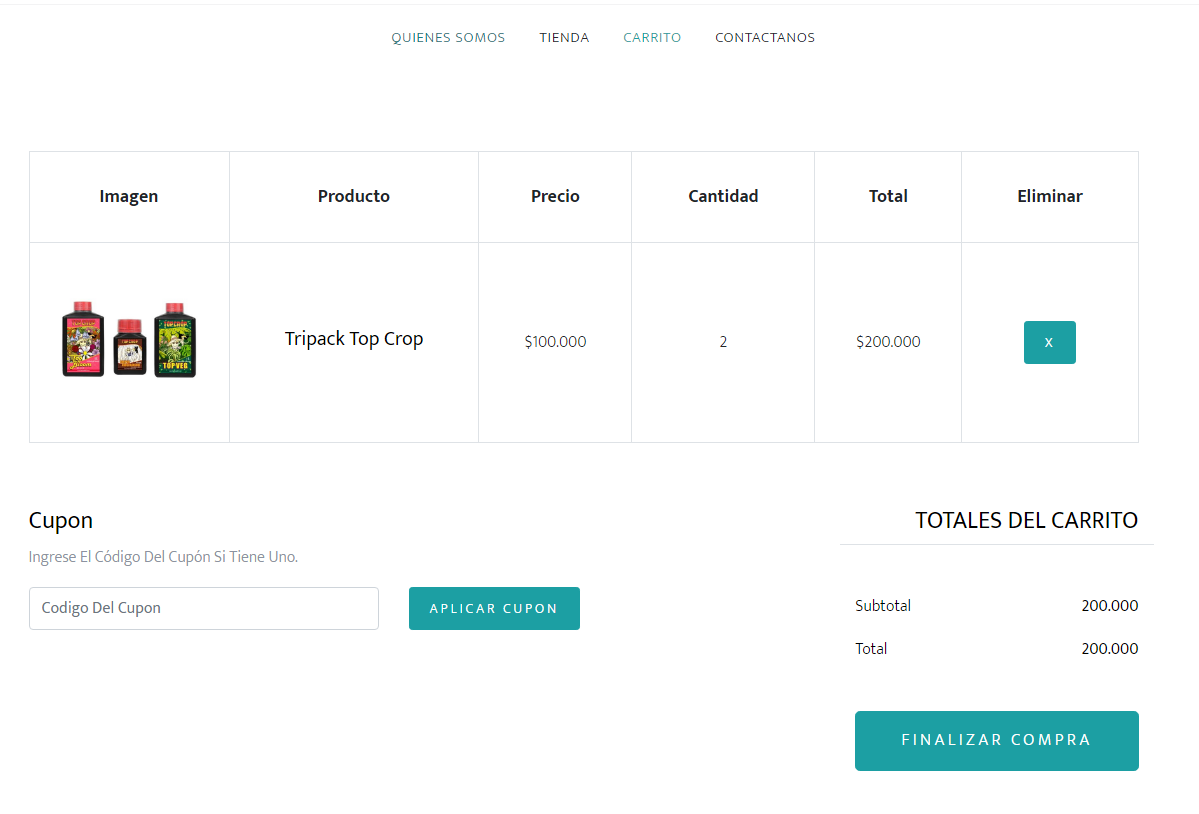 QUIENES SOMOS TIENDA CARRITO CONTACTANOS
Imagen Producto Precio Cantidad Total Eliminar
TOP VEG
Tripack Top Crop $100.000 2 $200.000 X
Cupon
Ingrese El Código Del Cupón Si Tiene Uno.
Codigo Del Cupon APLICAR CUPON
TOTALES DEL CARRITO
Subtotal 200.000
Total 200.000
FINALIZAR COMPRA